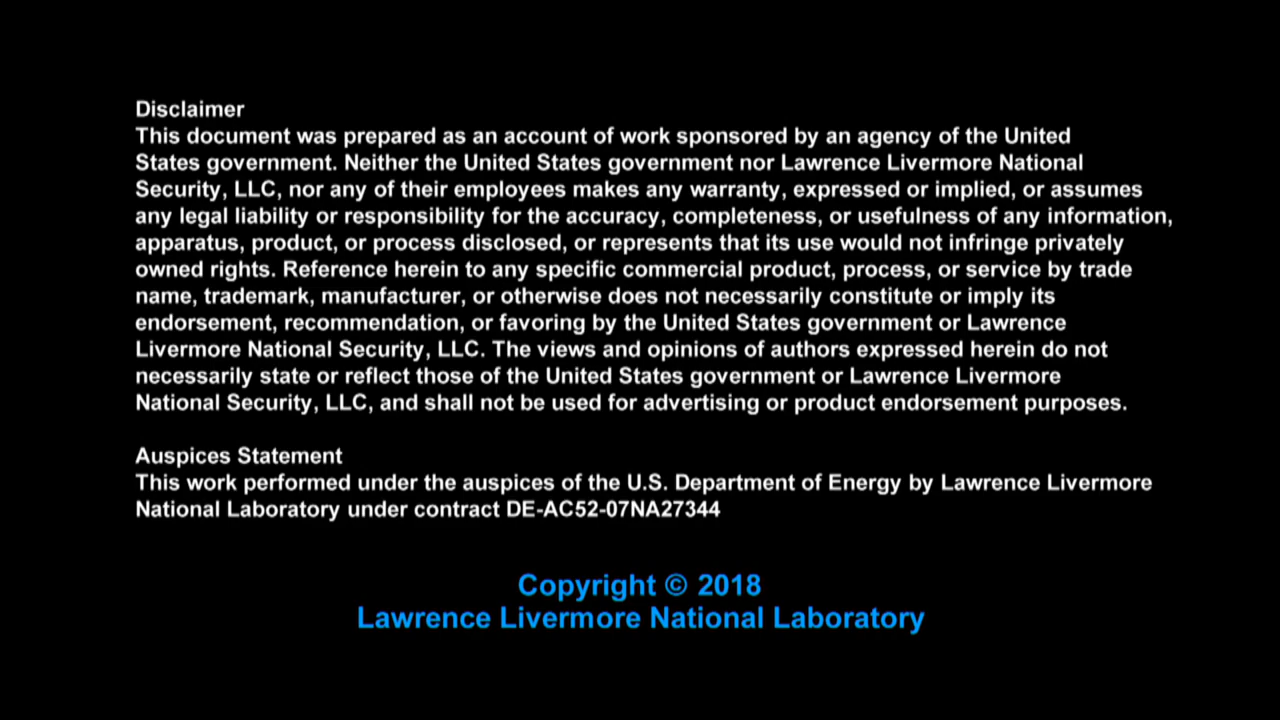 Disclaimer
This document was prepared as an account of work sponsored by an agency of the United
States government. Neither the United States government nor Lawrence Livermore National
Security, LLC, nor any of their employees makes any warranty, expressed or implied, or assumes
any legal liability or responsibility for the accuracy, completeness, or usefulness of any information,
apparatus, product, or process disclosed, or represents that its use would not infringe privately
owned rights. Reference herein to any specific commercial product, process, or service by trade
name, trademark, manufacturer, or otherwise does not necessarily constitute or imply its
endorsement, recommendation, or favoring by the United States government or Lawrence
Livermore National Security, LLC. The views and opinions of authors expressed herein do not
necessarily state or reflect those of the United States government or Lawrence Livermore
National Security, LLC, and shall not be used for advertising or product endorsement purposes.
Auspices Statement
This work performed under the auspices of the U.S. Department of Energy by Lawrence Livermore
National Laboratory under contract DE-AC52-07NA27344
Copyright © 2018
Lawrence Livermore National Laboratory